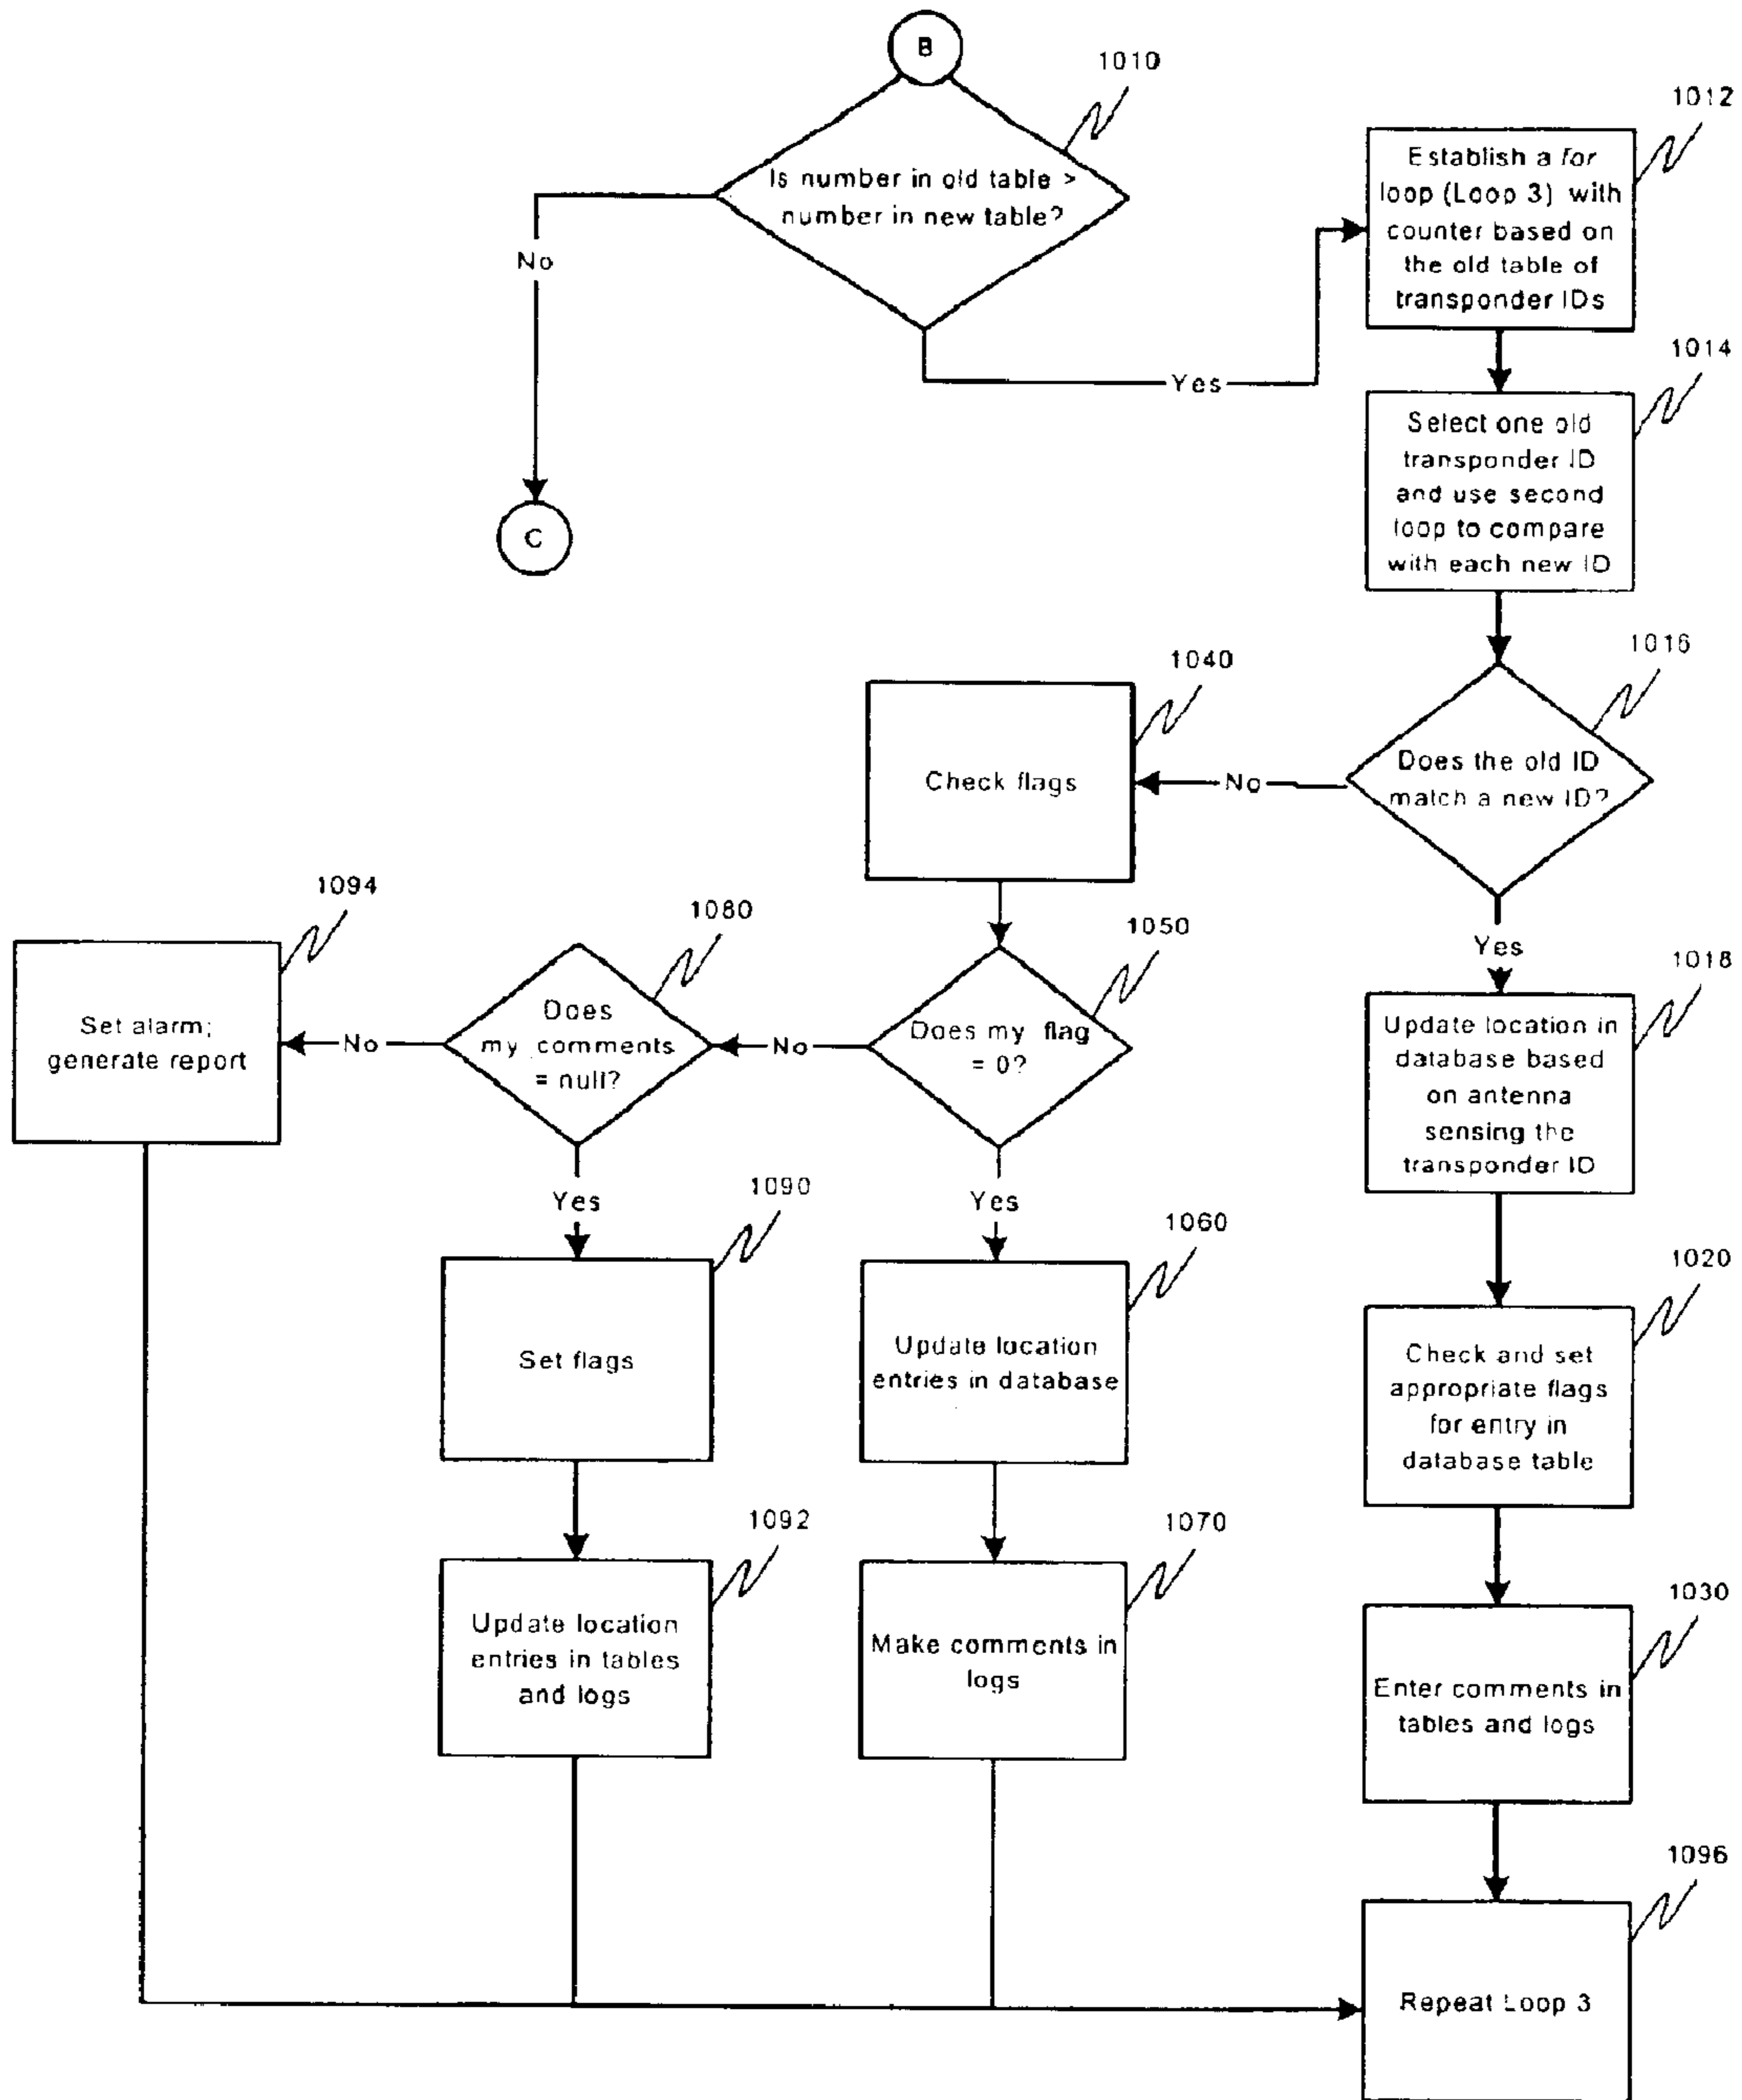 B
1010
Is number in old table >
number in new table?
No
Yes
C
1012
Establish a for
loop (Loop 3) with
counter based on
the old table of
transponder IDs
1014
Select one old
transponder ID
and use second
loop to compare
with each new ID
1016
Does the old ID
match a new ID?
No
Yes
1040
Check flags
1050
Does my flag
= 0?
No
Yes
1080
Does
my comments
= null?
No
Yes
1094
Set alarm;
generate report
1018
Update location in
database based
on antenna
sensing the
transponder ID
1090
Set flags
1060
Update location
entries in database
1020
Check and set
appropriate flags
for entry in
database table
1092
Update location
entries in tables
and logs
1070
Make comments in
logs
1030
Enter comments in
tables and logs
1096
Repeat Loop 3